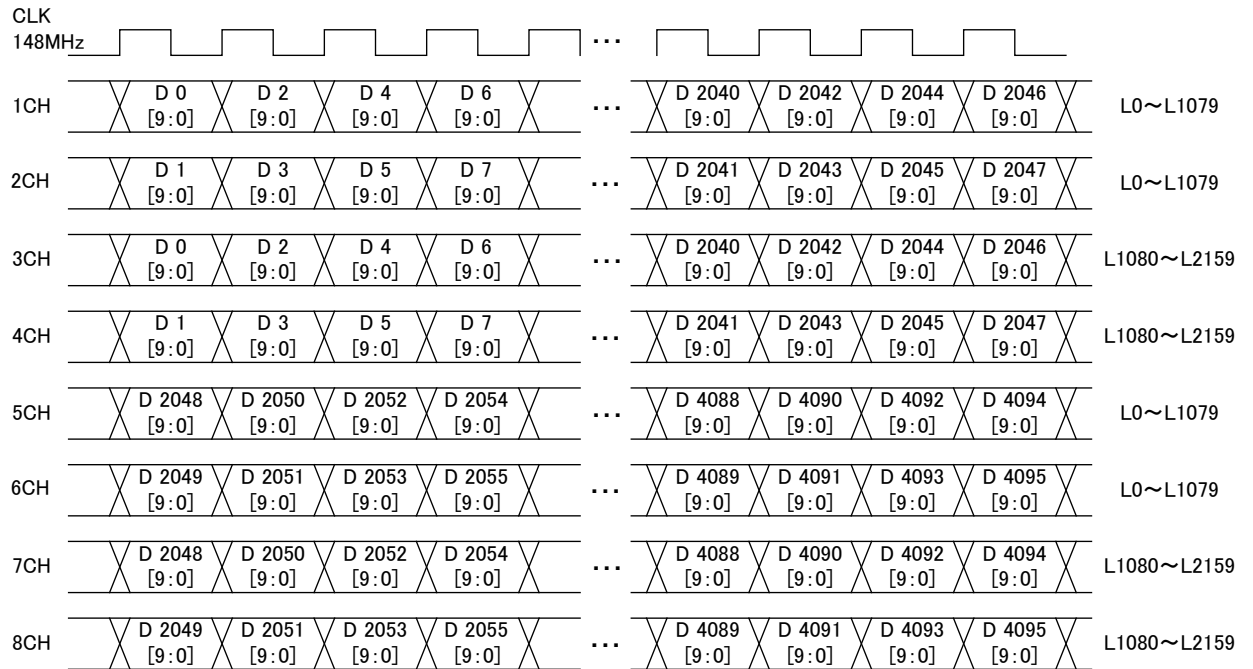 CLK
148MHz
...
1CH D 0 D 2 D 4 D 6 ... D 2040 D 2042 D 2044 D 2046 L0～L1079
[9:0] [9:0] [9:0] [9:0] [9:0] [9:0] [9:0] [9:0]
2CH D 1 D 3 D 5 D 7 ... D 2041 D 2043 D 2045 D 2047 L0～L1079
[9:0] [9:0] [9:0] [9:0] [9:0] [9:0] [9:0] [9:0]
3CH D 0 D 2 D 4 D 6 ... D 2040 D 2042 D 2044 D 2046 L1080～L2159
[9:0] [9:0] [9:0] [9:0] [9:0] [9:0] [9:0] [9:0]
4CH D 1 D 3 D 5 D 7 ... D 2041 D 2043 D 2045 D 2047 L1080～L2159
[9:0] [9:0] [9:0] [9:0] [9:0] [9:0] [9:0] [9:0]
5CH D 2048 D 2050 D 2052 D 2054 ... D 4088 D 4090 D 4092 D 4094 L0～L1079
[9:0] [9:0] [9:0] [9:0] [9:0] [9:0] [9:0] [9:0]
6CH D 2049 D 2051 D 2053 D 2055 ... D 4089 D 4091 D 4093 D 4095 L0～L1079
[9:0] [9:0] [9:0] [9:0] [9:0] [9:0] [9:0] [9:0]
7CH D 2048 D 2050 D 2052 D 2054 ... D 4088 D 4090 D 4092 D 4094 L1080～L2159
[9:0] [9:0] [9:0] [9:0] [9:0] [9:0] [9:0] [9:0]
8CH D 2049 D 2051 D 2053 D 2055 ... D 4089 D 4091 D 4093 D 4095 L1080～L2159
[9:0] [9:0] [9:0] [9:0] [9:0] [9:0] [9:0] [9:0]